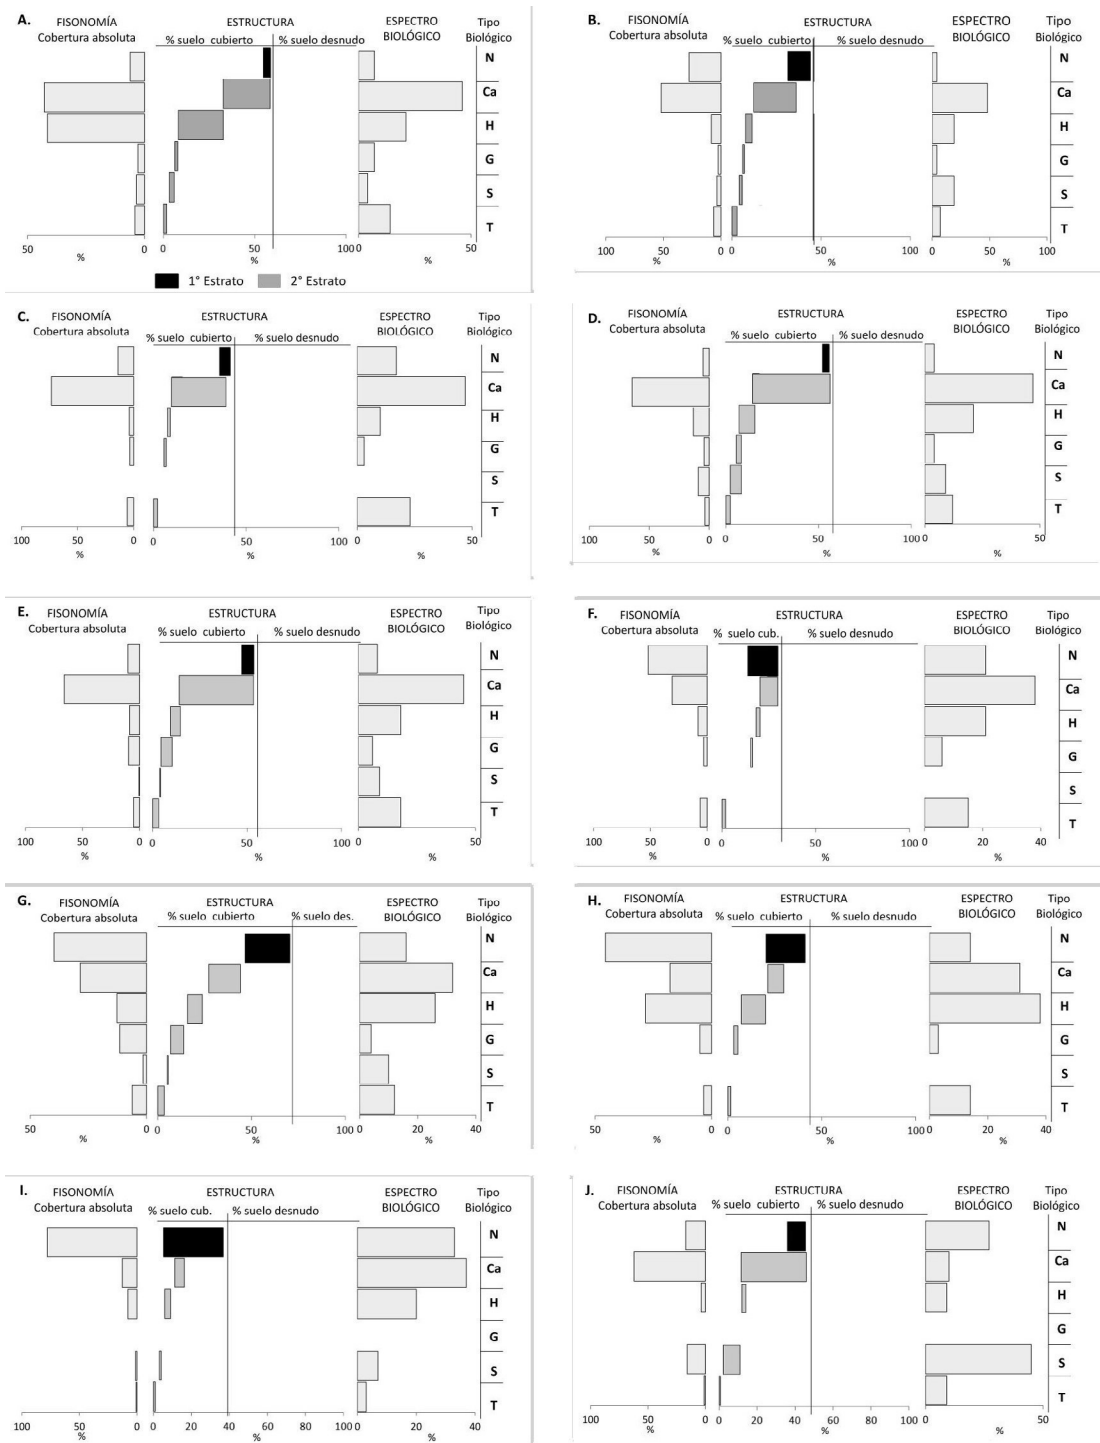 A.
FISONOMÍA ESTRUCTURA ESPECTRO Tipo
Cobertura absoluta % suelo cubierto % suelo desnudo BIOLÓGICO Biológico
N
Ca
H
G
S
T
50 0 0 50 100 0 50
% % %
1° Estrato 2° Estrato
B.
FISONOMÍA ESTRUCTURA ESPECTRO Tipo
Cobertura absoluta % suelo cubierto % suelo desnudo BIOLÓGICO Biológico
N
Ca
H
G
S
T
100 50 0 0 50 100 0 50 100
% % %
C.
FISONOMÍA ESTRUCTURA ESPECTRO Tipo
Cobertura absoluta % suelo cubierto % suelo desnudo BIOLÓGICO Biológico
N
Ca
H
G
S
T
100 50 0 0 50 100 0 50
% % %
D.
FISONOMÍA ESTRUCTURA ESPECTRO Tipo
Cobertura absoluta % suelo cubierto % suelo desnudo BIOLÓGICO Biológico
N
Ca
H
G
S
T
100 50 0 0 50 100 0 50
% % %
E.
FISONOMÍA ESTRUCTURA ESPECTRO Tipo
Cobertura absoluta % suelo cubierto % suelo desnudo BIOLÓGICO Biológico
N
Ca
H
G
S
T
100 50 0 0 50 100 0 50
% % %
F.
FISONOMÍA ESTRUCTURA ESPECTRO Tipo
Cobertura absoluta % suelo cub. % suelo desnudo BIOLÓGICO Biológico
N
Ca
H
G
S
T
100 50 0 0 50 100 0 20 40
% % %
G.
FISONOMÍA ESTRUCTURA ESPECTRO Tipo
Cobertura absoluta % suelo cubierto % suelo des. BIOLÓGICO Biológico
N
Ca
H
G
S
T
50 0 0 50 100 0 20 40
% % %
H.
FISONOMÍA ESTRUCTURA ESPECTRO Tipo
Cobertura absoluta % suelo cubierto % suelo desnudo BIOLÓGICO Biológico
N
Ca
H
G
S
T
50 0 0 50 100 0 20 40
% % %
I.
FISONOMÍA ESTRUCTURA ESPECTRO Tipo
Cobertura absoluta % suelo cub. % suelo desnudo BIOLÓGICO Biológico
N
Ca
H
G
S
T
100 50 0 0 20 40 60 80 100 0 20 40
% % %
J.
FISONOMÍA ESTRUCTURA ESPECTRO Tipo
Cobertura absoluta % suelo cubierto % suelo desnudo BIOLÓGICO Biológico
N
Ca
H
G
S
T
100 50 0 0 20 40 60 80 100 0 50
% % %